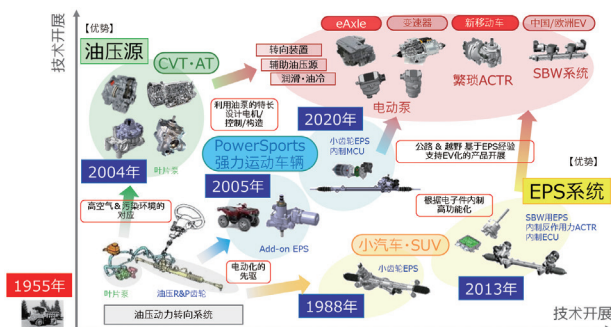 技术开展
【优势】
油压源
CVT·AT
转向装置
辅助油压源
润滑·油冷
eAxle
变速器
新移动车
中国/欧洲EV
电动泵
繁琐ACTR
SBW系统
利用油泵的特长
设计电机/
控制/构造
2004年
叶片泵
高空气&污染环境的
对应
PowerSports
强力运动车辆
2005年
Add-on EPS
2020年
小齿轮EPS
内制MCU
公路 & 越野 基于EPS经验
支持EV化的产品开展
【优势】
EPS系统
根据电子件内制
高功能化
SBW用EPS
内制反作用力ACTR
内制ECU
2013年
小汽车·SUV
小齿轮EPS
1988年
电动化的
先驱
1955年
叶片泵
油压R&P齿轮
油压动力转向系统
技术开展